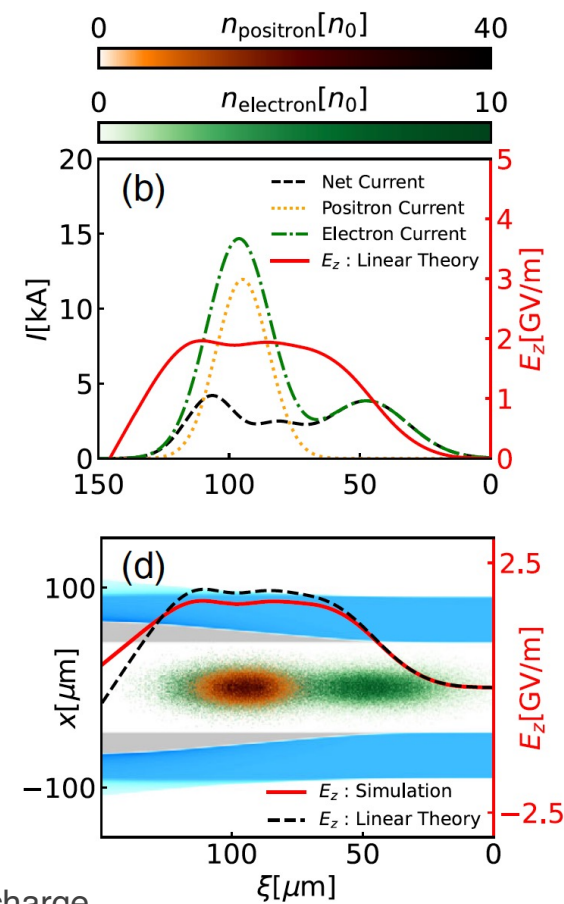 0 n_positron[n_0] 40
0 n_electron[n_0] 10
(b)
Net Current
Positron Current
Electron Current
E_z : Linear Theory
20
15
10
5
0
I[kA]
5
4
3
2
1
0
E_z[GV/m]
150 100 50 0
(d)
100
−100
x[μm]
2.5
−2.5
E_z[GV/m]
E_z : Simulation
E_z : Linear Theory
100 50 0
ξ[μm]